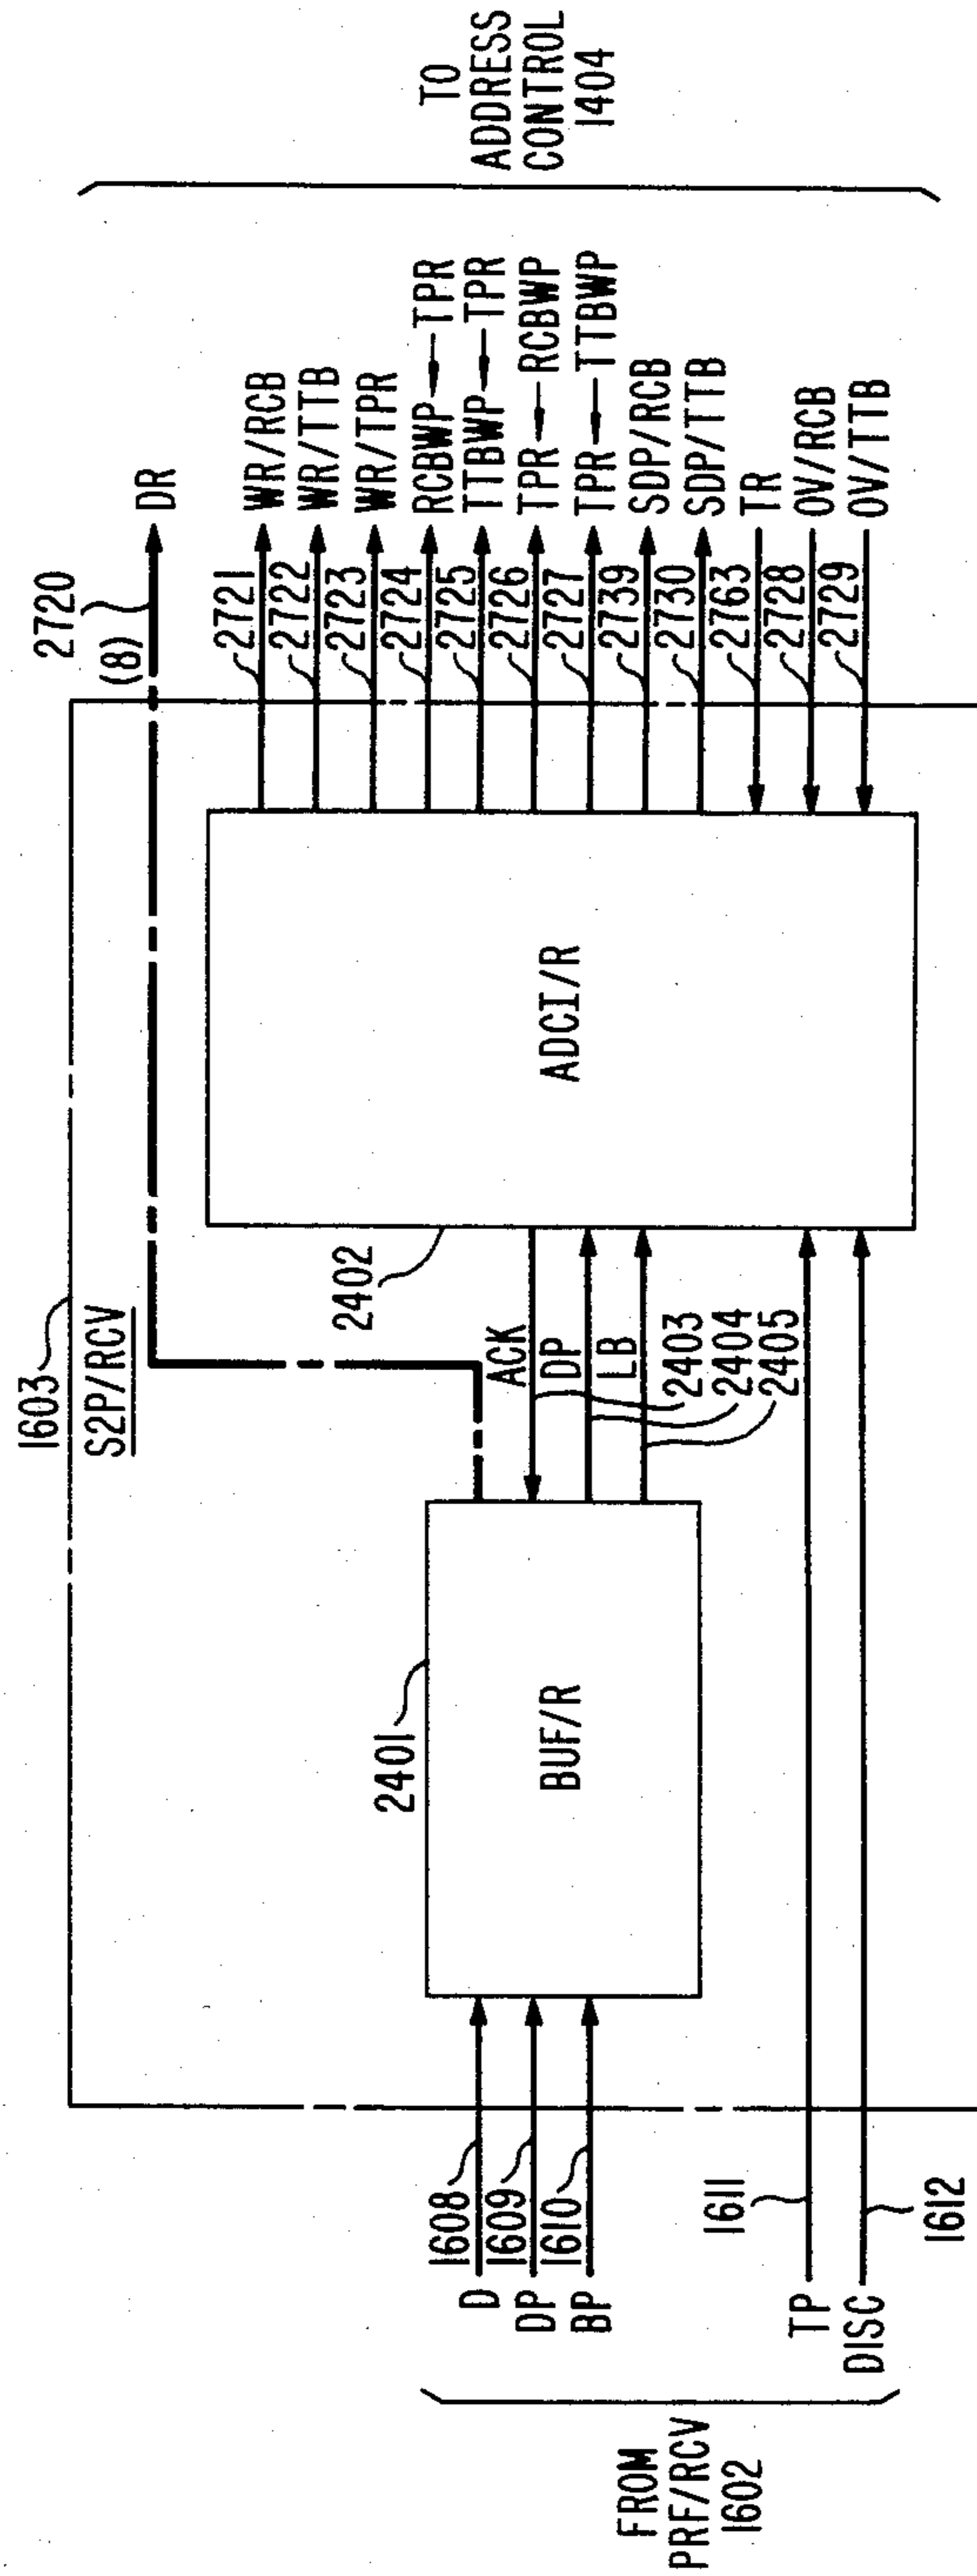 1603
S2P/RCV
2720
(8)
DR
2401
BUF/R
2402
ADCI/R
ACK
DP
LB
2403
2404
2405
FROM
PRF/RCV
1602
D
DP
BP
TP
DISC
1608
1609
1610
1611
1612
2721
2722
2723
2724
2725
2726
2727
2739
2730
2763
2728
2729
WR/RCB
WR/TTB
WR/TPR
RCBWP→TPR
TTBWP→TPR
TPR→RCBWP
TPR→TTBWP
SDP/RCB
SDP/TTB
TR
OV/RCB
OV/TTB
TO
ADDRESS
CONTROL
1404